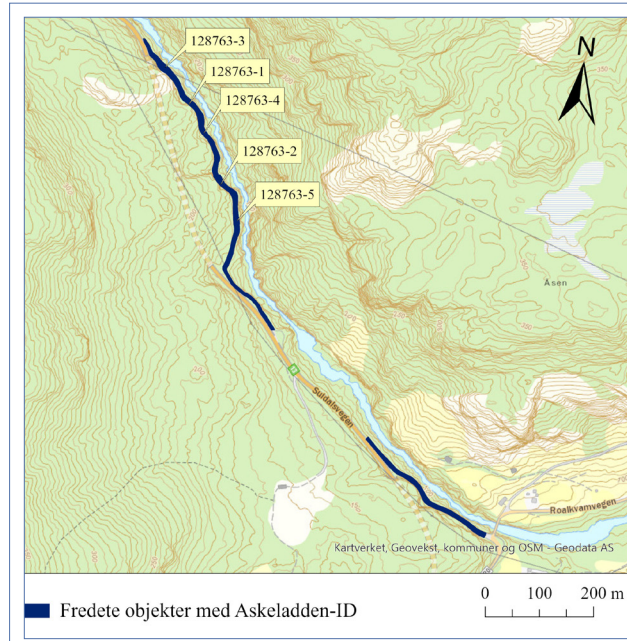 128763-3
N
128763-1
128763-4
128763-2
128763-5
Åsen
Suldalsvegen
Roalkvamvegen
Kartverket, Geovekst, kommuner og OSM - Geodata AS
Fredete objekter med Askeladden-ID
0 100 200 m